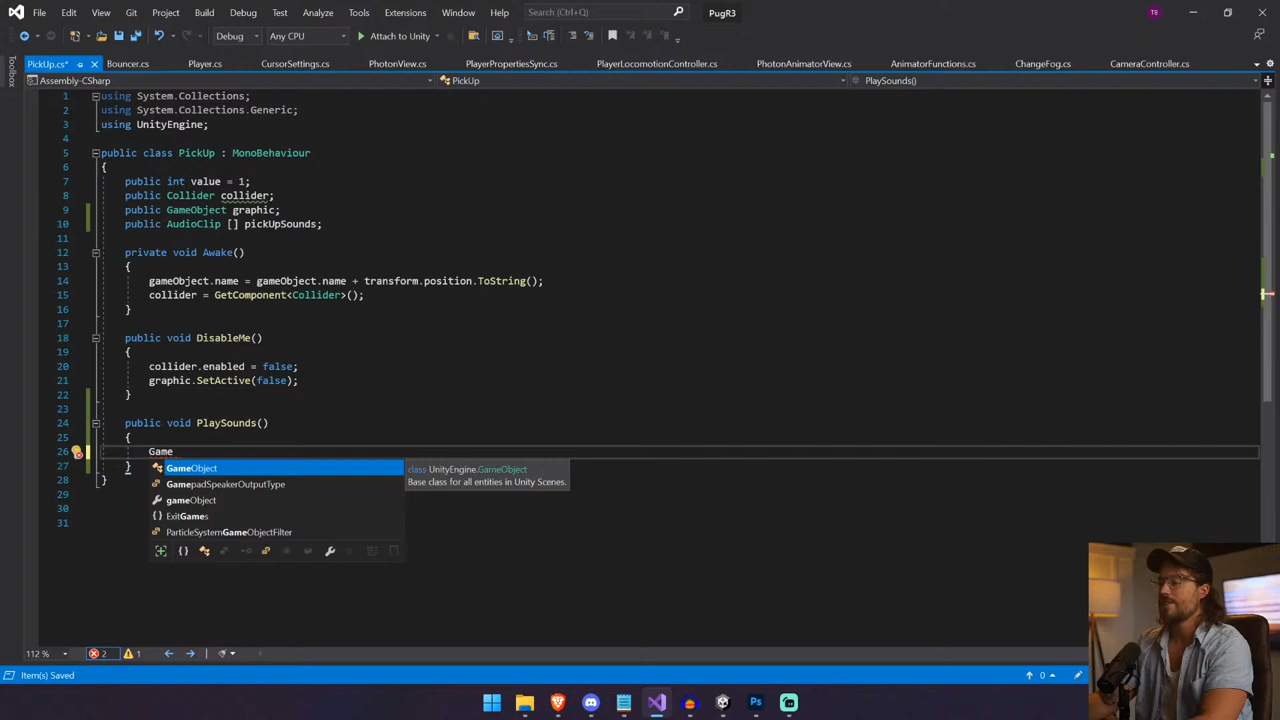 File Edit View Git Project Build Debug Test Analyze Tools Extensions Window Help Search (Ctrl+Q) PugR3 TB
Debug Any CPU Attach to Unity
PickUp.cs* Bouncer.cs Player.cs CursorSettings.cs PhotonView.cs PlayerPropertiesSync.cs PlayerLocomotionController.cs PhotonAnimatorView.cs AnimatorFunctions.cs ChangeFog.cs CameraController.cs
Toolbox
Assembly-CSharp PickUp PlaySounds()
1 using System.Collections;
2 using System.Collections.Generic;
3 using UnityEngine;
4
5 public class PickUp : MonoBehaviour
6 {
7 public int value = 1;
8 public Collider collider;
9 public GameObject graphic;
10 public AudioClip [] pickUpSounds;
11
12 private void Awake()
13 {
14 gameObject.name = gameObject.name + transform.position.ToString();
15 collider = GetComponent<Collider>();
16 }
17
18 public void DisableMe()
19 {
20 collider.enabled = false;
21 graphic.SetActive(false);
22 }
23
24 public void PlaySounds()
25 {
26 Game
27 }
28 }
29
30
31
GameObject
GamepadSpeakerOutputType
gameObject
{ } ExitGames
ParticleSystemGameObjectFilter
class UnityEngine.GameObject
Base class for all entities in Unity Scenes.
112 % 2 1
Item(s) Saved 0
Ps